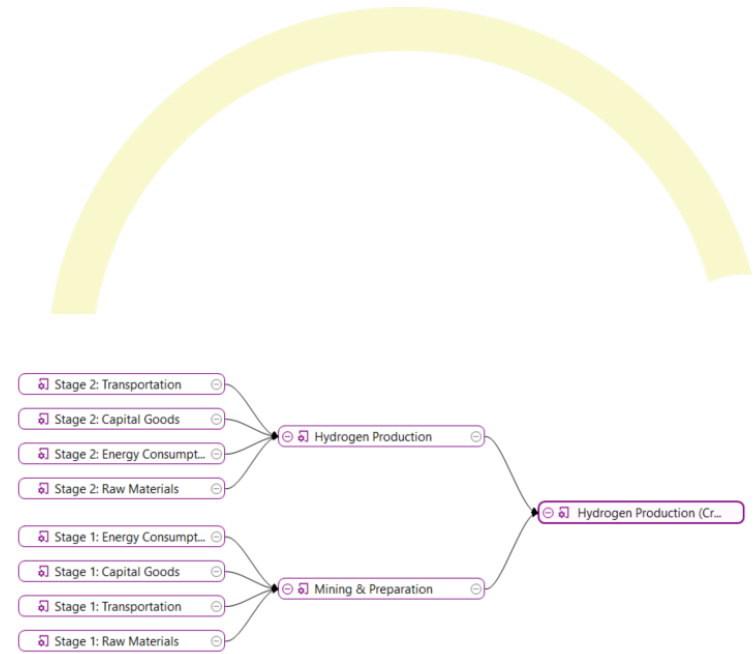 Stage 2: Transportation
Stage 2: Capital Goods
Stage 2: Energy Consumpt...
Stage 2: Raw Materials
Hydrogen Production
Hydrogen Production (Cr...
Stage 1: Energy Consumpt...
Stage 1: Capital Goods
Stage 1: Transportation
Stage 1: Raw Materials
Mining & Preparation